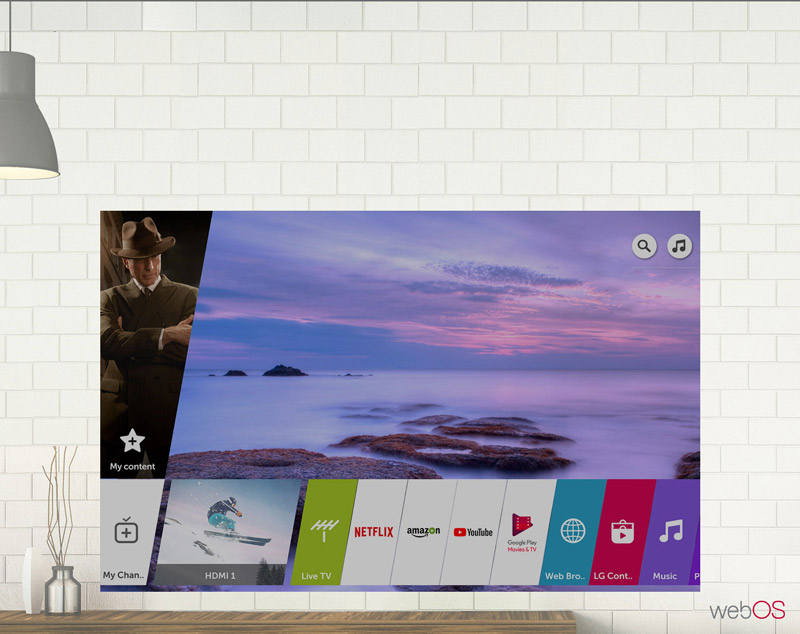 My content
My Chan..
HDMI 1
Live TV
NETFLIX
amazon
YouTube
Google Play
Movies & TV
Web Bro..
LG Cont..
Music
P
webOS